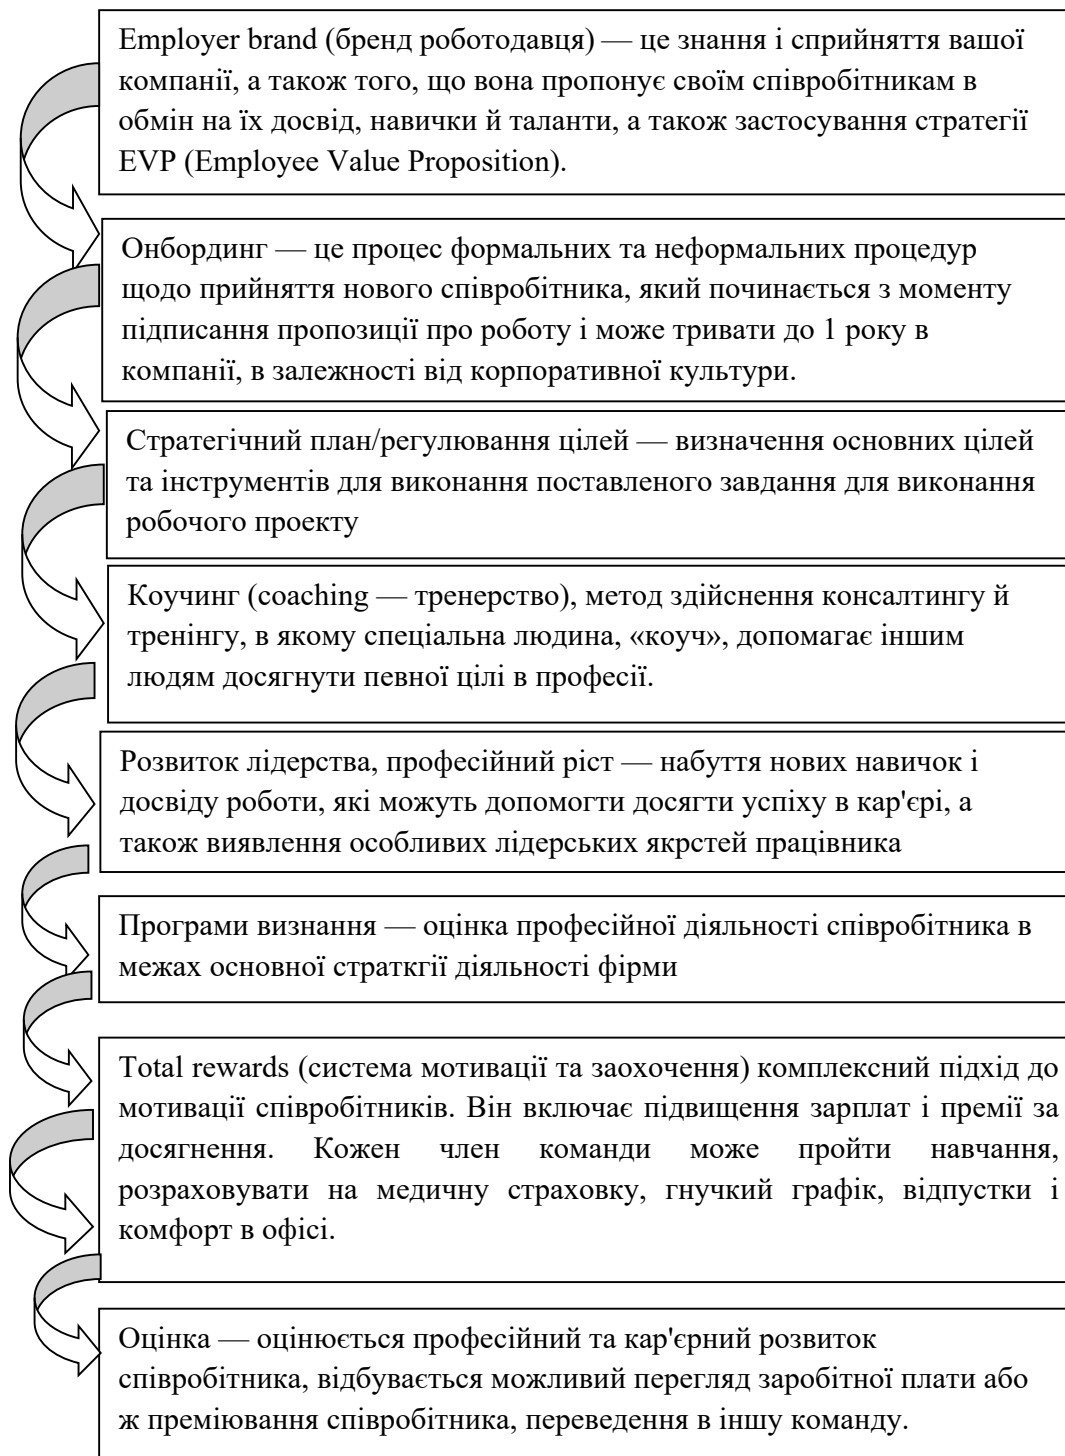 Employer brand (бренд роботодавця) — це знання і сприйняття вашої
компанії, а також того, що вона пропонує своїм співробітникам в
обмін на їх досвід, навички й таланти, а також застосування стратегії
EVP (Employee Value Proposition).
Онбординг — це процес формальних та неформальних процедур
щодо прийняття нового співробітника, який починається з моменту
підписання пропозиції про роботу і може тривати до 1 року в
компанії, в залежності від корпоративної культури.
Стратегічний план/регулювання цілей — визначення основних цілей
та інструментів для виконання поставленого завдання для виконання
робочого проекту
Коучинг (coaching — тренерство), метод здійснення консалтингу й
тренінгу, в якому спеціальна людина, «коуч», допомагає іншим
людям досягнути певної цілі в професії.
Розвиток лідерства, професійний ріст — набуття нових навичок і
досвіду роботи, які можуть допомогти досягти успіху в кар'єрі, а
також виявлення особливих лідерських якрстей працівника
Програми визнання — оцінка професійної діяльності співробітника в
межах основної страткгії діяльності фірми
Total rewards (система мотивації та заохочення) комплексний підхід до
мотивації співробітників. Він включає підвищення зарплат і премії за
досягнення. Кожен член команди може пройти навчання,
розраховувати на медичну страховку, гнучкий графік, відпустки і
комфорт в офісі.
Оцінка — оцінюється професійний та кар'єрний розвиток
співробітника, відбувається можливий перегляд заробітної плати або
ж преміювання співробітника, переведення в іншу команду.